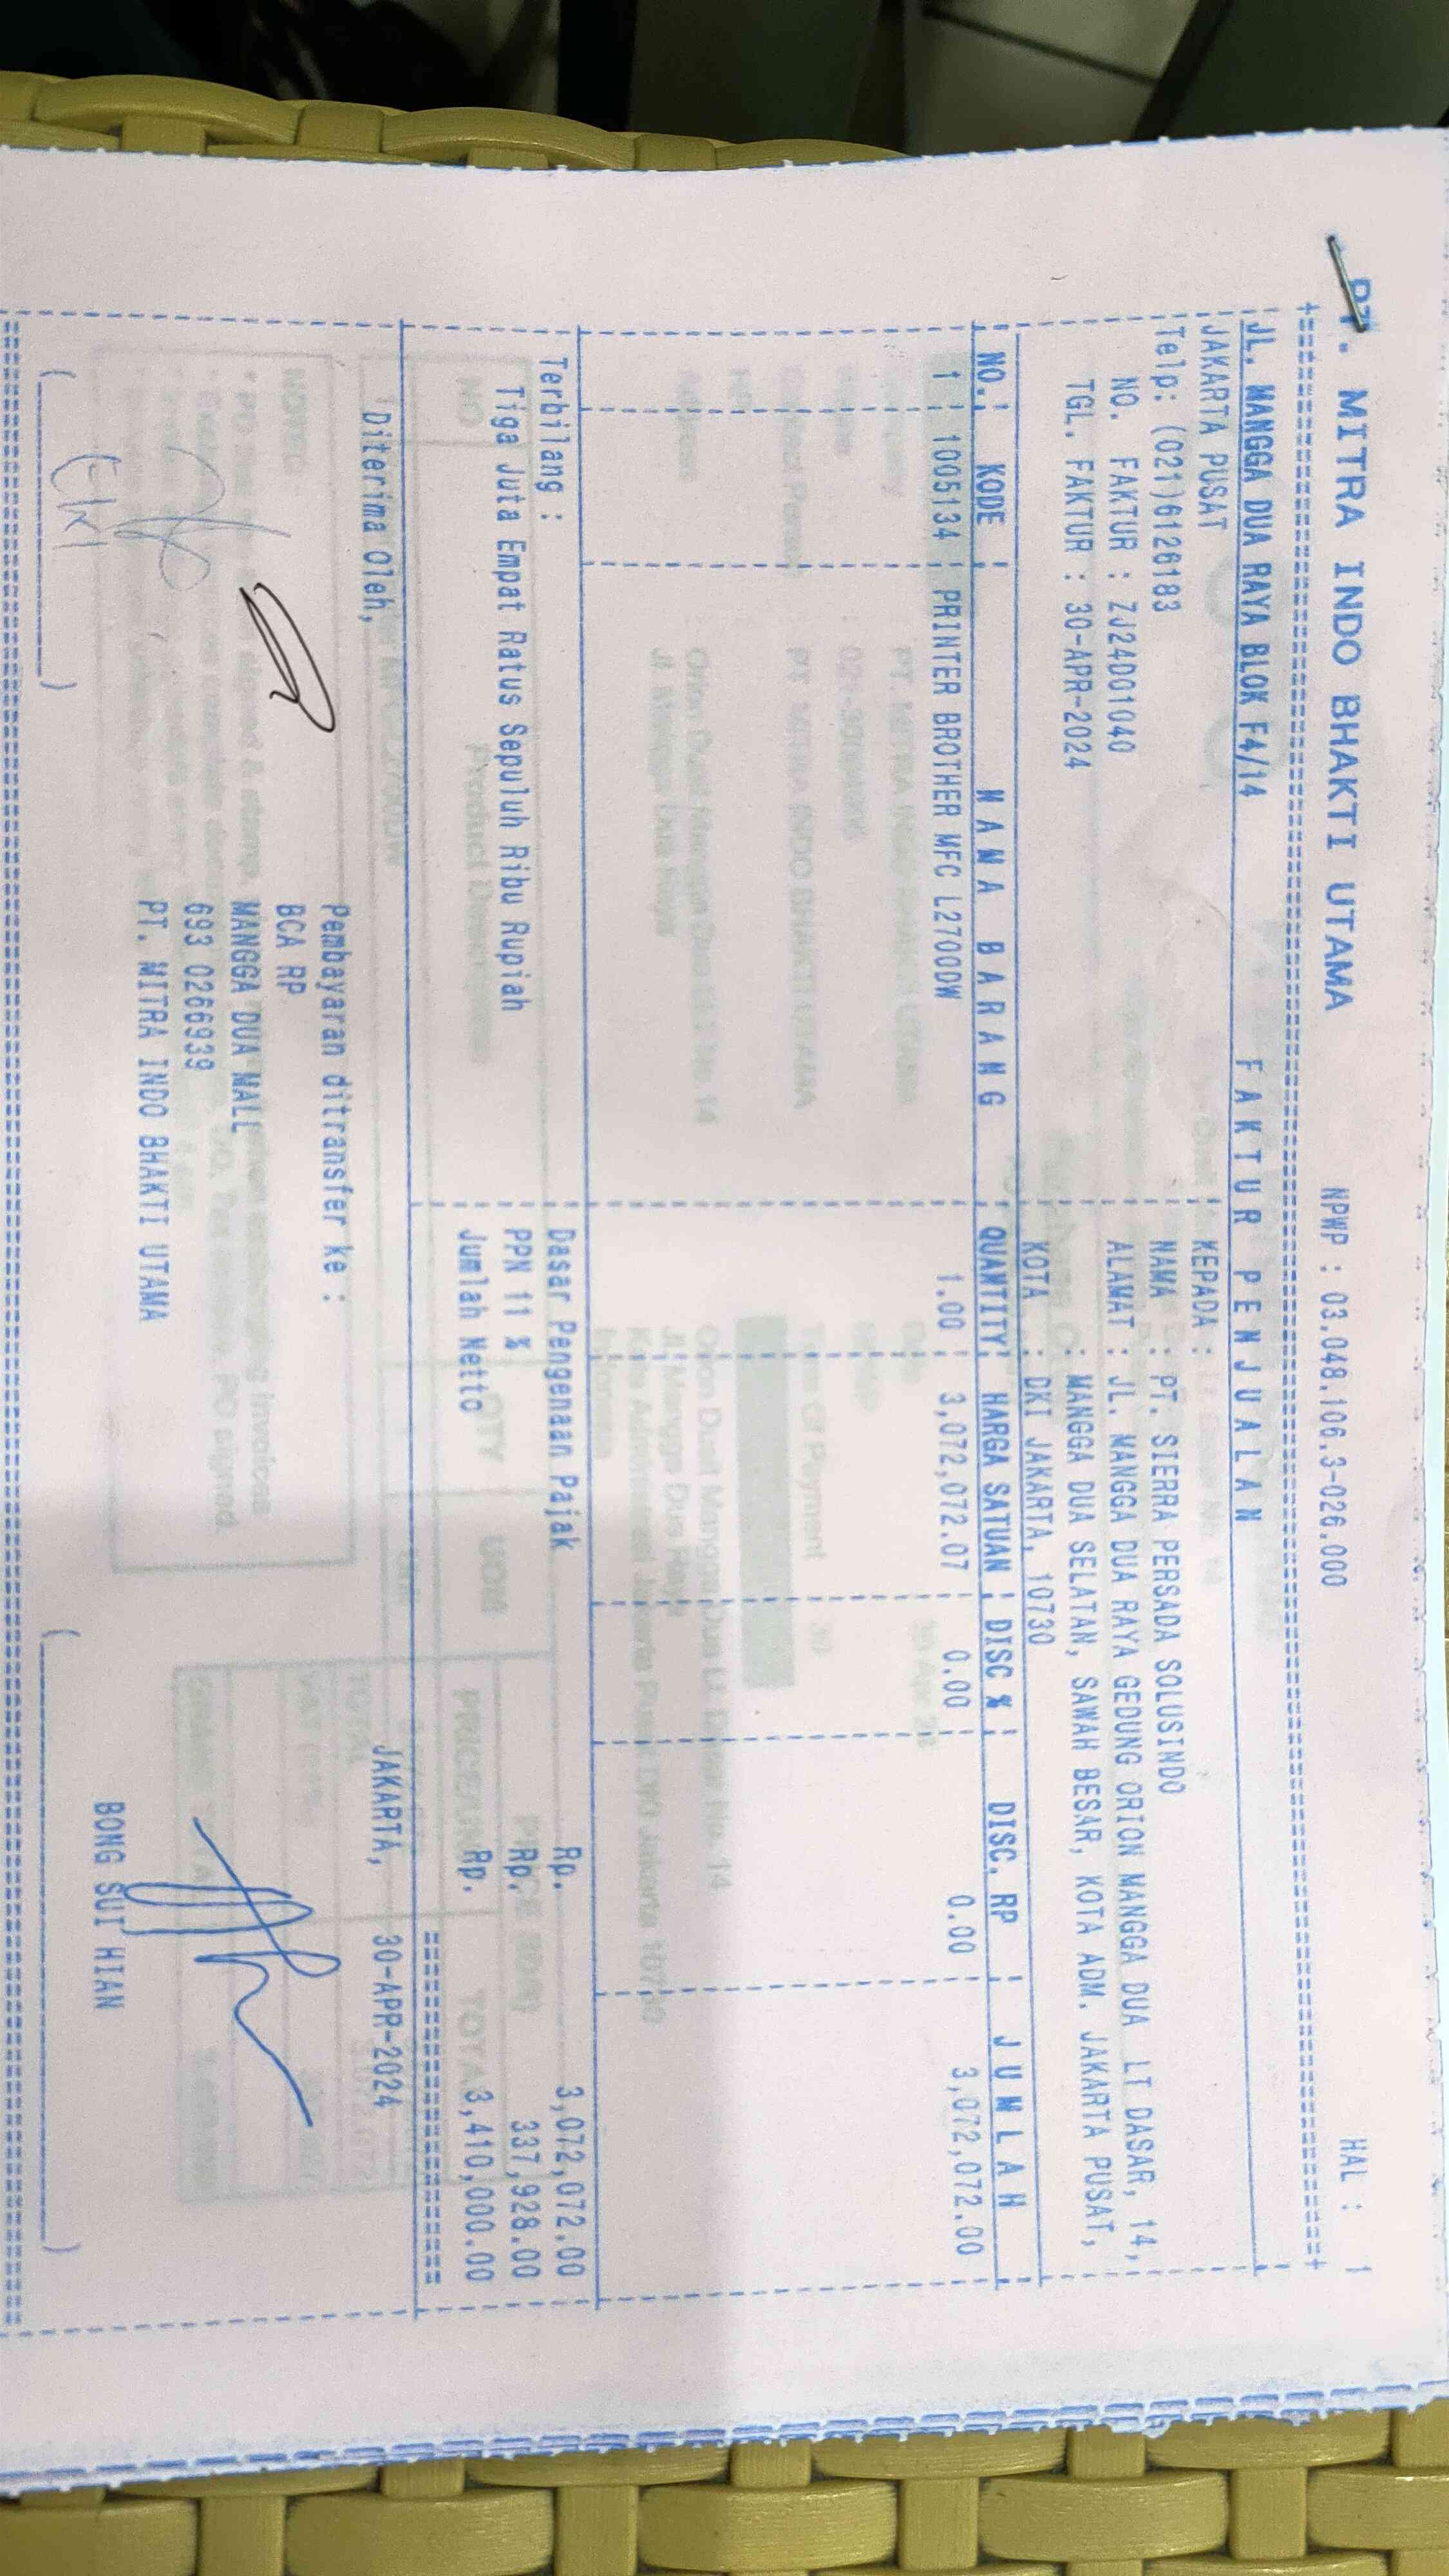 PT. MITRA INDO BHAKTI UTAMA NPWP : 03.048.106.3-026.000 HAL : 1
JL. MANGGA DUA RAYA BLOK F4/14 F A K T U R P E N J U A L A N
JAKARTA PUSAT KEPADA :
Telp: (021)6126183 NAMA : PT. SIERRA PERSADA SOLUSINDO
NO. FAKTUR : ZJ24D01040 ALAMAT : JL. MANGGA DUA RAYA GEDUNG ORION MANGGA DUA LT DASAR, 14,
TGL. FAKTUR : 30-APR-2024 : MANGGA DUA SELATAN, SAWAH BESAR, KOTA ADM. JAKARTA PUSAT,
KOTA : DKI JAKARTA, 10730
NO. KODE N A M A B A R A N G QUANTITY HARGA SATUAN DISC % DISC. RP J U M L A H
1 1005134 PRINTER BROTHER MFC L2700DW 1.00 3,072,072.07 0.00 0.00 3,072,072.00
Terbilang : Dasar Pengenaan Pajak Rp. 3,072,072.00
Tiga Juta Empat Ratus Sepuluh Ribu Rupiah PPN 11 % Rp. 337,928.00
Jumlah Netto Rp. 3,410,000.00
Diterima Oleh, JAKARTA, 30-APR-2024
Pembayaran ditransfer ke :
BCA RP
MANGGA DUA MALL
693 0266939
PT. MITRA INDO BHAKTI UTAMA
BONG SUI HIAN